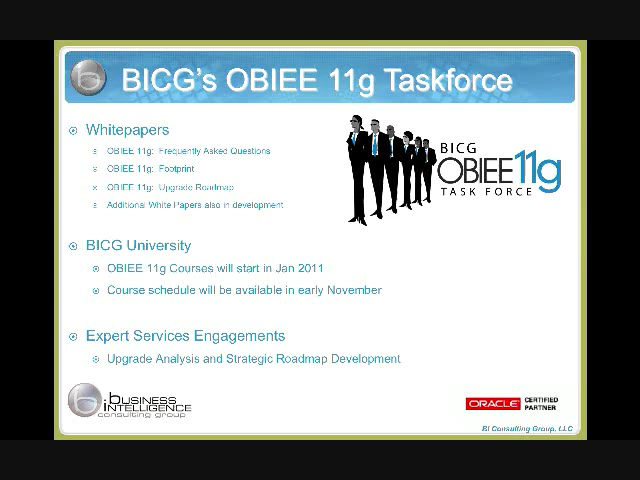 BICG's OBIEE 11g Taskforce
Whitepapers
OBIEE 11g: Frequently Asked Questions
OBIEE 11g: Footprint
OBIEE 11g: Upgrade Roadmap
Additional White Papers also in development
BICG
OBIEE11g
TASK FORCE
BICG University
OBIEE 11g Courses will start in Jan 2011
Course schedule will be available in early November
Expert Services Engagements
Upgrade Analysis and Strategic Roadmap Development
BUSINESS
INTELLIGENCE
consulting group
ORACLE CERTIFIED
PARTNER
BI Consulting Group, LLC